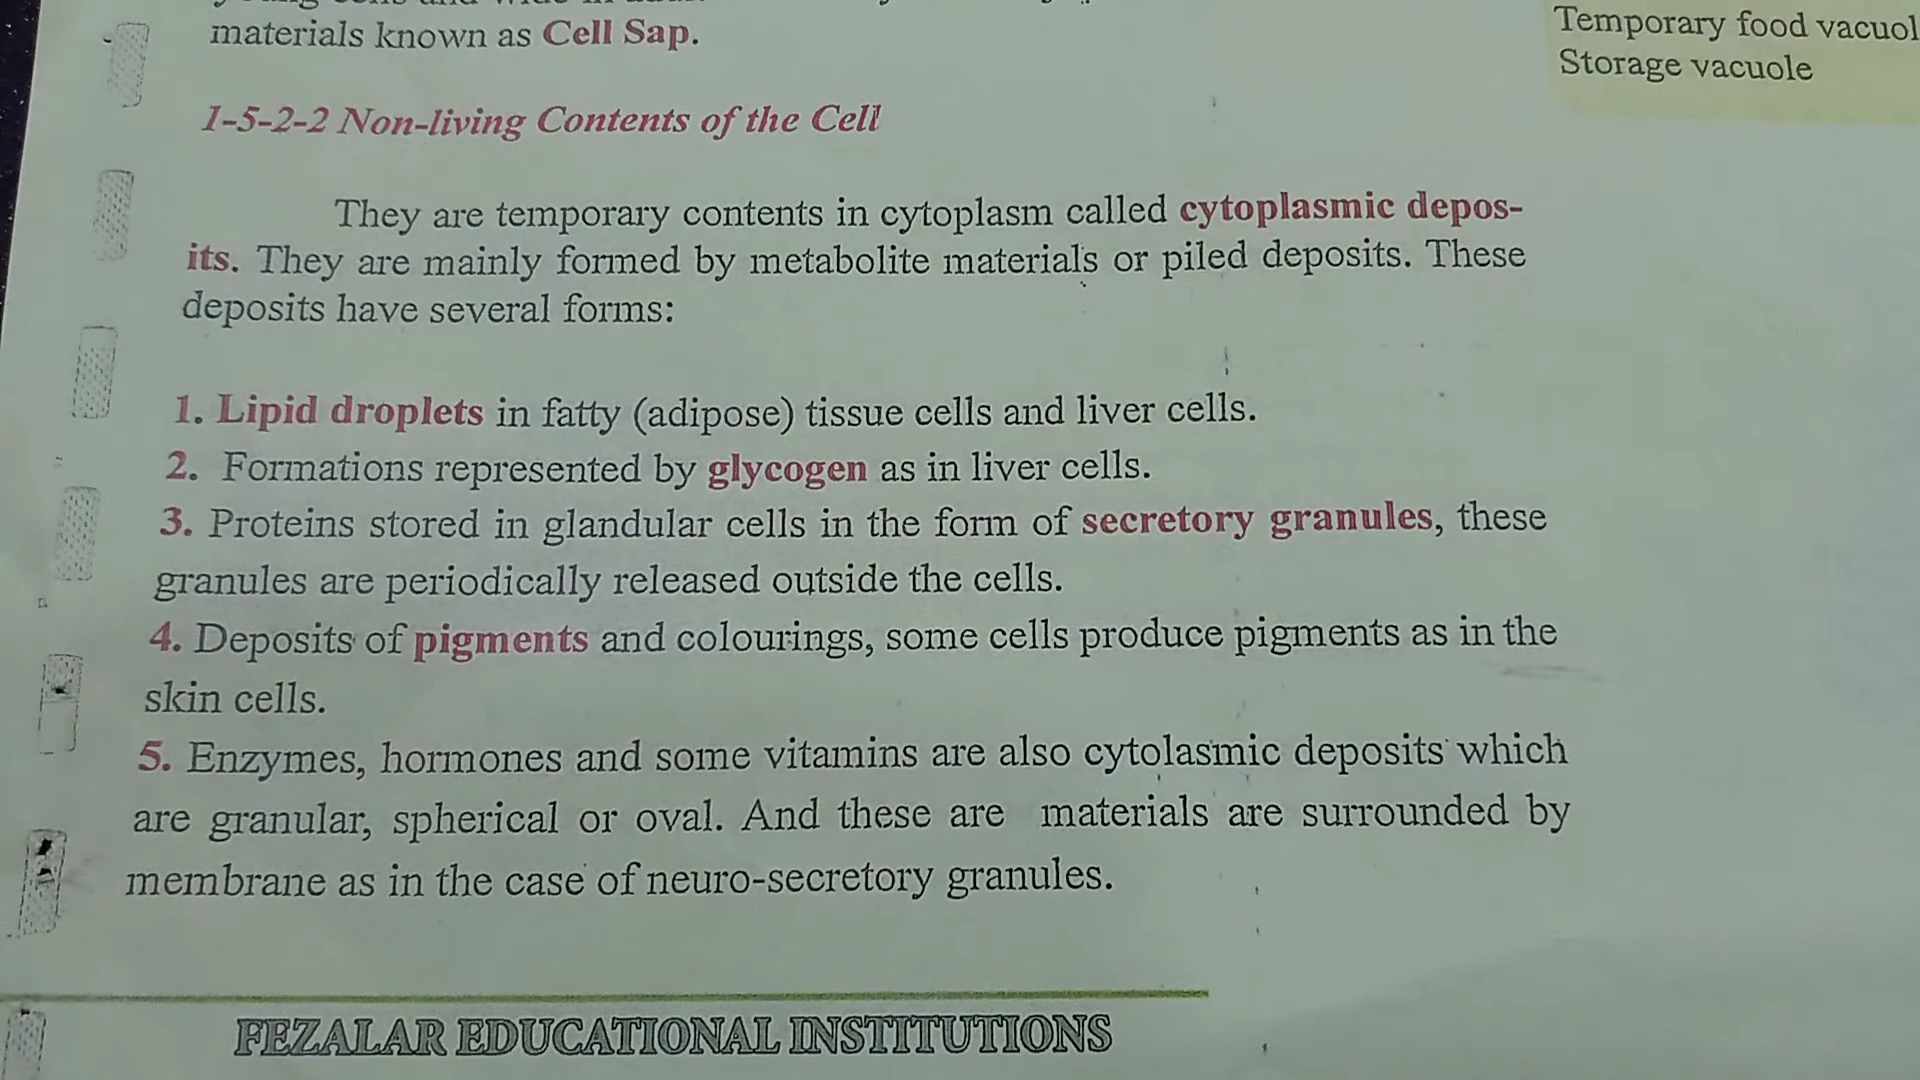 materials known as Cell Sap.
Temporary food
Storage vacuole
1-5-2-2 Non-living Contents of the Cell
They are temporary contents in cytoplasm called cytoplasmic depos-
its. They are mainly formed by metabolite materials or piled deposits. These
deposits have several forms:
1. Lipid droplets in fatty (adipose) tissue cells and liver cells.
2. Formations represented by glycogen as in liver cells.
3. Proteins stored in glandular cells in the form of secretory granules, these
granules are periodically released outside the cells.
4. Deposits of pigments and colourings, some cells produce pigments as in the
skin cells.
5. Enzymes, hormones and some vitamins are also cytolasmic deposits which
are granular, spherical or oval. And these are materials are surrounded by
membrane as in the case of neuro-secretory granules.
FEZALAR EDUCATIONAL INSTITUTIONS